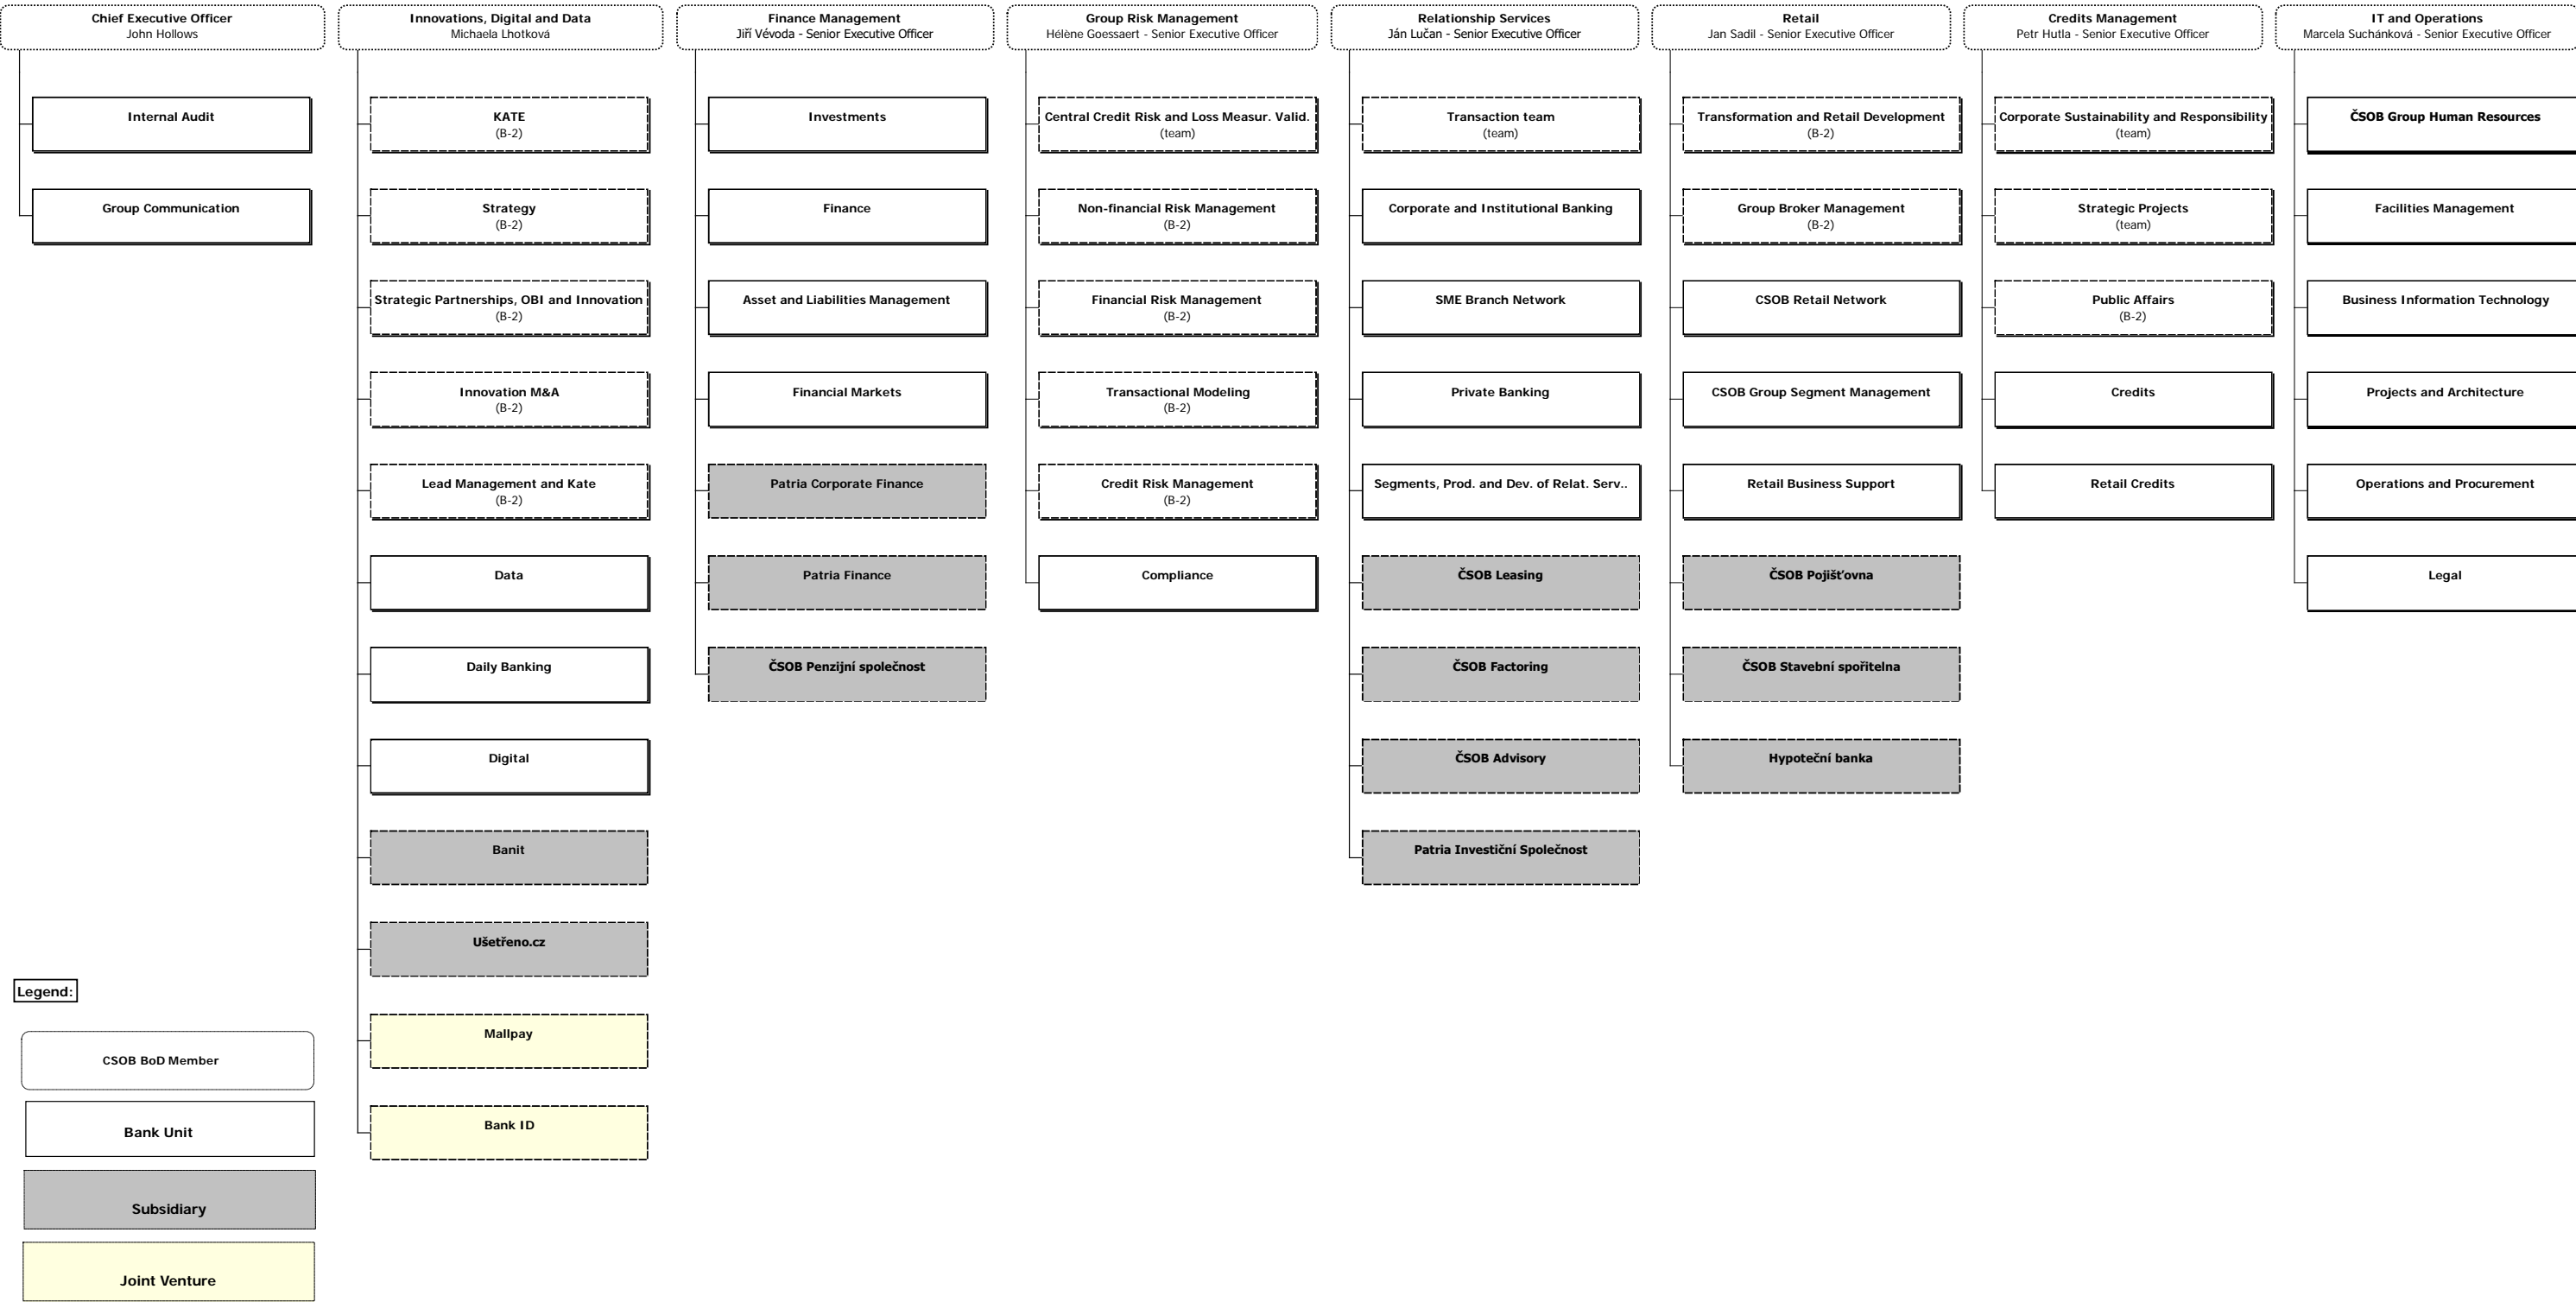 Chief Executive Officer
John Hollows
Internal Audit
Group Communication
Innovations, Digital and Data
Michaela Lhotková
KATE
(B-2)
Strategy
(B-2)
Strategic Partnerships, OBI and Innovation
(B-2)
Innovation M&A
(B-2)
Lead Management and Kate
(B-2)
Data
Daily Banking
Digital
Banit
Ušetřeno.cz
Mallpay
Bank ID
Finance Management
Jiří Vévoda - Senior Executive Officer
Investments
Finance
Asset and Liabilities Management
Financial Markets
Patria Corporate Finance
Patria Finance
ČSOB Penzijní společnost
Group Risk Management
Hélène Goessaert - Senior Executive Officer
Central Credit Risk and Loss Measur. Valid.
(team)
Non-financial Risk Management
(B-2)
Financial Risk Management
(B-2)
Transactional Modeling
(B-2)
Credit Risk Management
(B-2)
Compliance
Relationship Services
Ján Lučan - Senior Executive Officer
Transaction team
(team)
Corporate and Institutional Banking
SME Branch Network
Private Banking
Segments, Prod. and Dev. of Relat. Serv..
ČSOB Leasing
ČSOB Factoring
ČSOB Advisory
Patria Investiční Společnost
Retail
Jan Sadil - Senior Executive Officer
Transformation and Retail Development
(B-2)
Group Broker Management
(B-2)
CSOB Retail Network
CSOB Group Segment Management
Retail Business Support
ČSOB Pojišťovna
ČSOB Stavební spořitelna
Hypoteční banka
Credits Management
Petr Hutla - Senior Executive Officer
Corporate Sustainability and Responsibility
(team)
Strategic Projects
(team)
Public Affairs
(B-2)
Credits
Retail Credits
IT and Operations
Marcela Suchánková - Senior Executive Officer
ČSOB Group Human Resources
Facilities Management
Business Information Technology
Projects and Architecture
Operations and Procurement
Legal
Legend:
CSOB BoD Member
Bank Unit
Subsidiary
Joint Venture